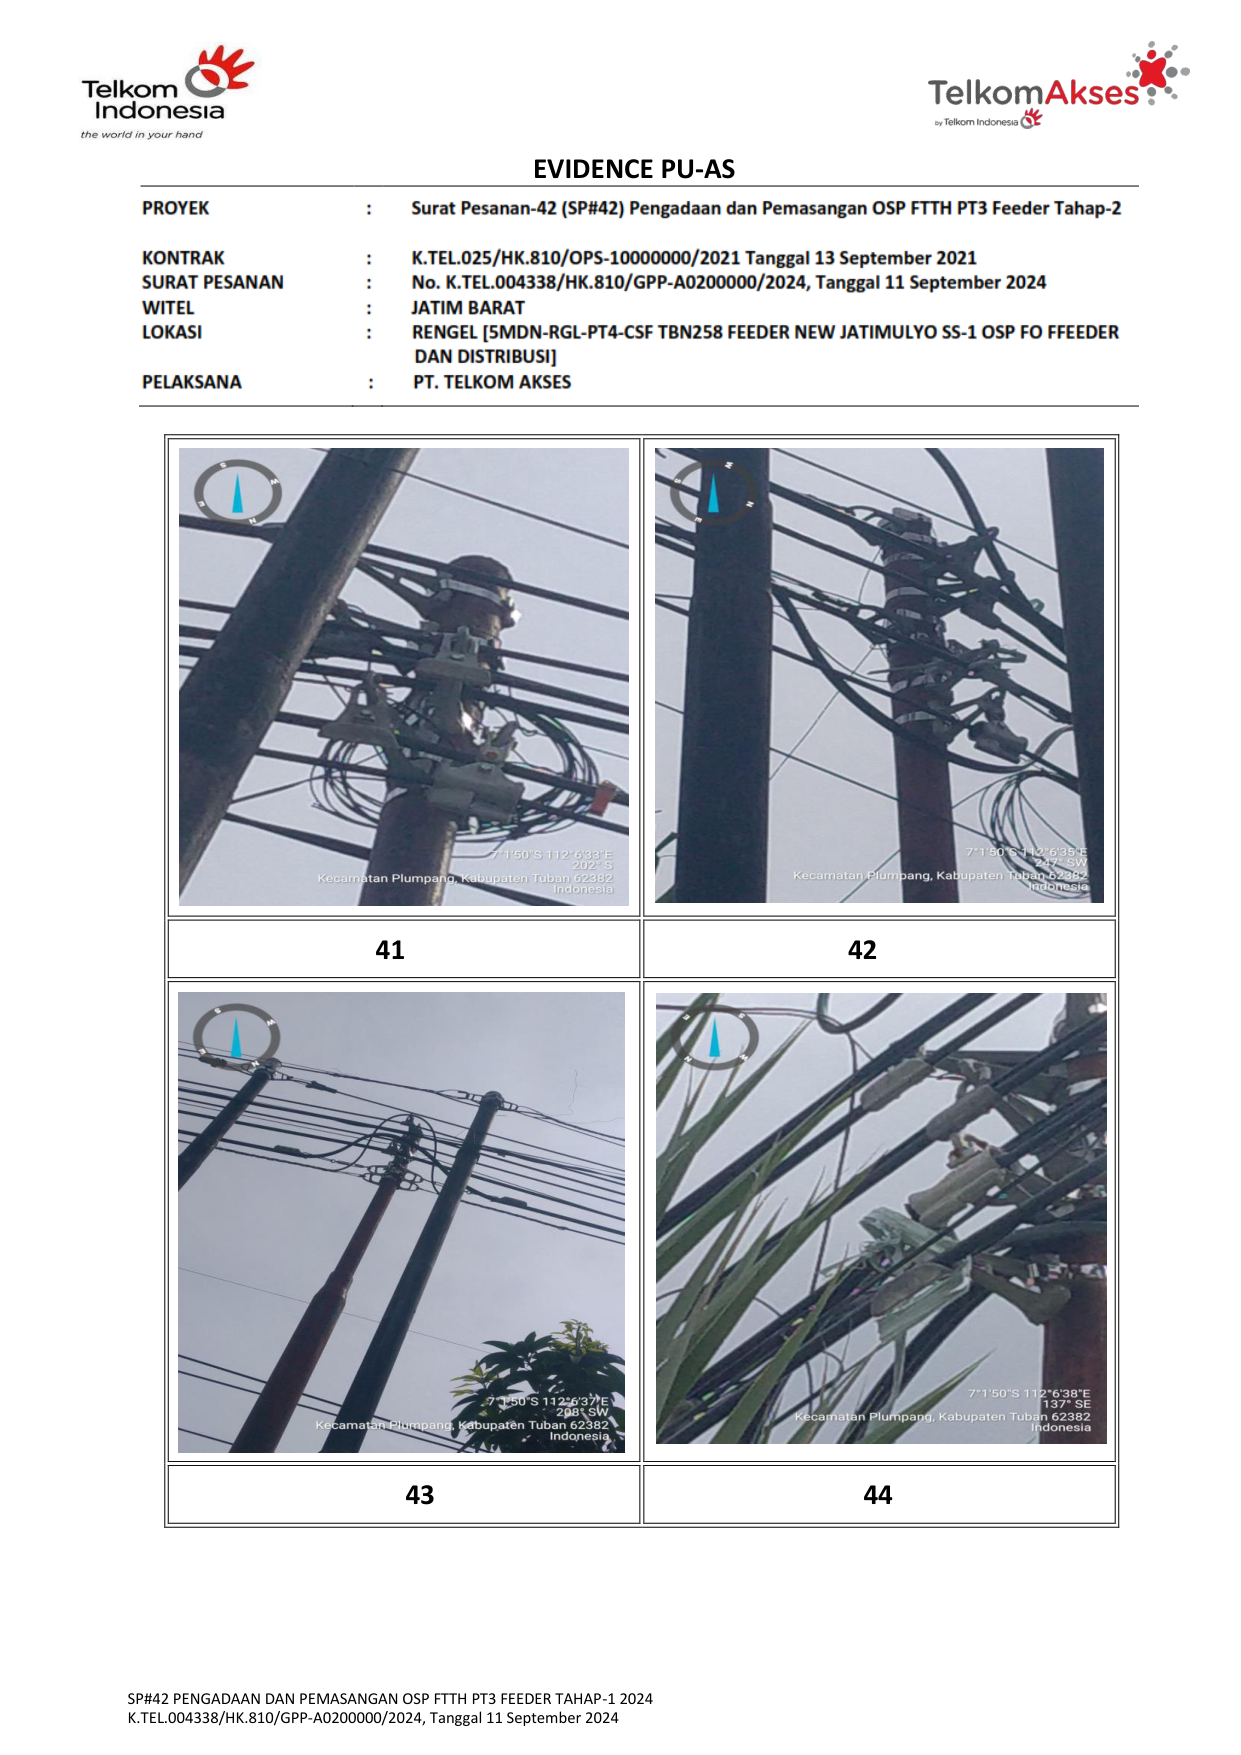 Telkom
Indonesia
the world in your hand
TelkomAkses
by Telkom Indonesia
EVIDENCE PU-AS
PROYEK : Surat Pesanan-42 (SP#42) Pengadaan dan Pemasangan OSP FTTH PT3 Feeder Tahap-2
KONTRAK : K.TEL.025/HK.810/OPS-10000000/2021 Tanggal 13 September 2021
SURAT PESANAN : No. K.TEL.004338/HK.810/GPP-A0200000/2024, Tanggal 11 September 2024
WITEL : JATIM BARAT
LOKASI : RENGEL [5MDN-RGL-PT4-CSF TBN258 FEEDER NEW JATIMULYO SS-1 OSP FO FFEEDER
DAN DISTRIBUSI]
PELAKSANA : PT. TELKOM AKSES
S
W
E
N
7°1'50"S 112°6'33"E
202° S
Kecamatan Plumpang, Kabupaten Tuban 62382
Indonesia
W
S
N
E
7°1'50"S 112°6'35"E
247° SW
Kecamatan Plumpang, Kabupaten Tuban 62382
Indonesia
41
42
S
W
E
N
7°1'50"S 112°6'37"E
208° SW
Kecamatan Plumpang, Kabupaten Tuban 62382
Indonesia
S
E
W
N
7°1'50"S 112°6'38"E
137° SE
Kecamatan Plumpang, Kabupaten Tuban 62382
Indonesia
43
44
SP#42 PENGADAAN DAN PEMASANGAN OSP FTTH PT3 FEEDER TAHAP-1 2024
K.TEL.004338/HK.810/GPP-A0200000/2024, Tanggal 11 September 2024